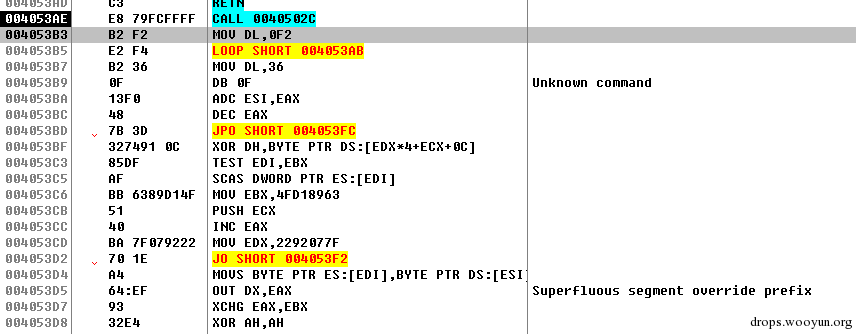 004053AD C3 RETN
004053AE E8 79FCFFFF CALL 0040502C
004053B3 B2 F2 MOV DL,0F2
004053B5 E2 F4 LOOP SHORT 004053AB
004053B7 B2 36 MOV DL,36
004053B9 0F DB 0F Unknown command
004053BA 13F0 ADC ESI,EAX
004053BC 48 DEC EAX
004053BD 7B 3D JPO SHORT 004053FC
004053BF 327491 0C XOR DH,BYTE PTR DS:[EDX*4+ECX+0C]
004053C3 85DF TEST EDI,EBX
004053C5 AF SCAS DWORD PTR ES:[EDI]
004053C6 BB 6389D14F MOV EBX,4FD18963
004053CB 51 PUSH ECX
004053CC 40 INC EAX
004053CD BA 7F079222 MOV EDX,2292077F
004053D2 70 1E JO SHORT 004053F2
004053D4 A4 MOVS BYTE PTR ES:[EDI],BYTE PTR DS:[ESI]
004053D5 64:EF OUT DX,EAX Superfluous segment override prefix
004053D7 93 XCHG EAX,EBX
004053D8 32E4 XOR AH,AH
drops.wooyun.org